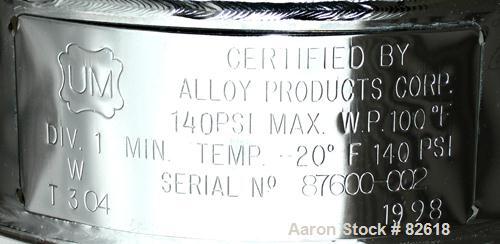 UM
CERTIFIED BY
ALLOY PRODUCTS CORP.
140PSI MAX. W.P. 100°F
DIV. 1 MIN. TEMP. -20° F 140 PSI
W
SERIAL Nº 87600-002
T304
1998
Aaron Stock # 82618